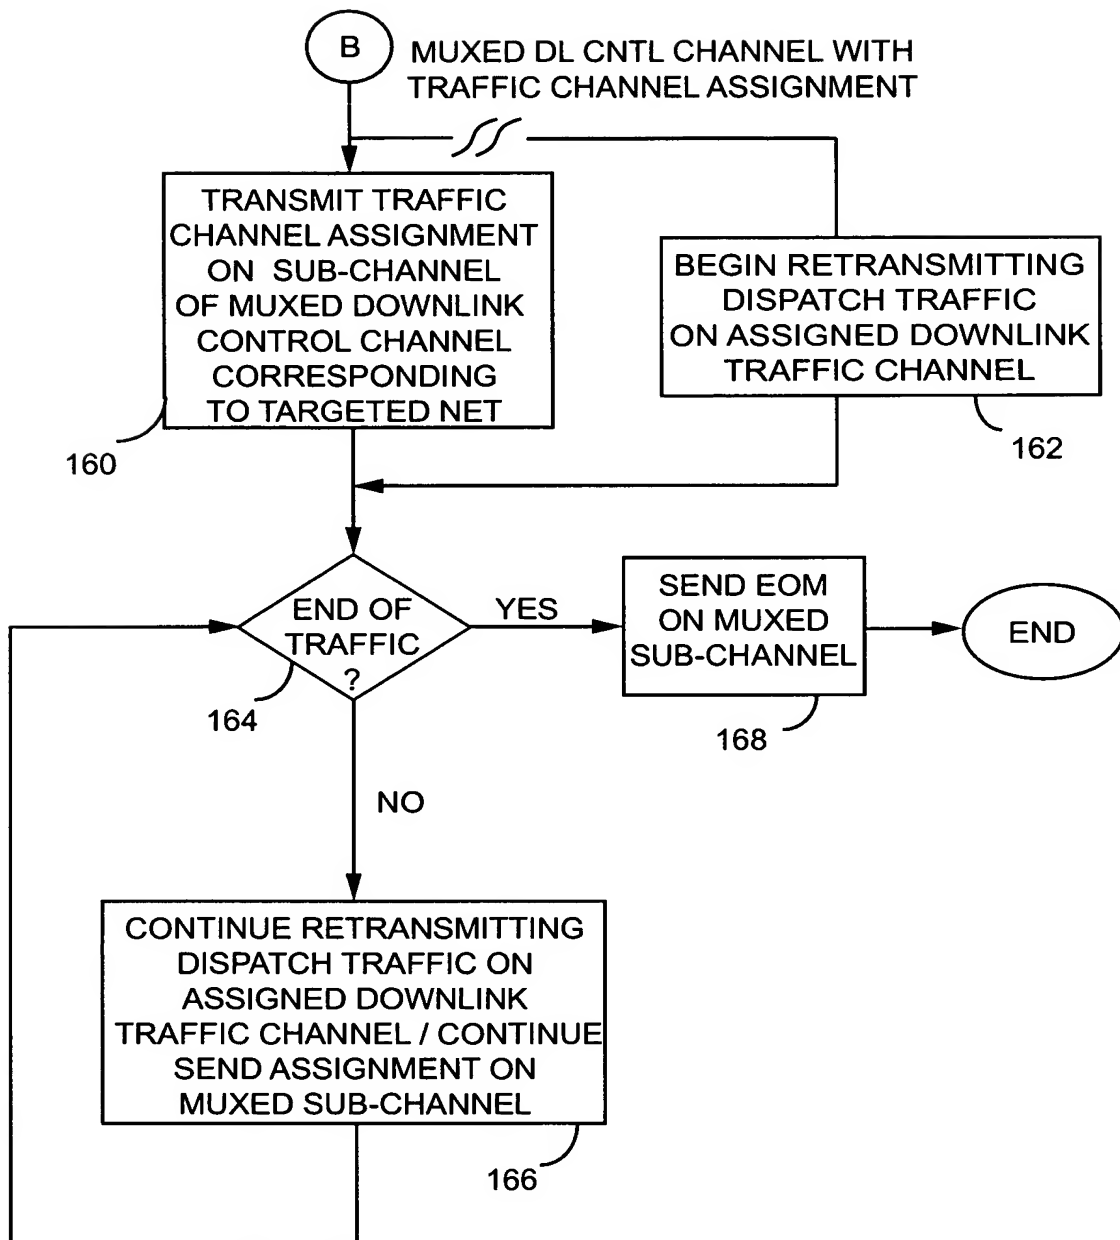 B
MUXED DL CNTL CHANNEL WITH
TRAFFIC CHANNEL ASSIGNMENT
TRANSMIT TRAFFIC
CHANNEL ASSIGNMENT
ON SUB-CHANNEL
OF MUXED DOWNLINK
CONTROL CHANNEL
CORRESPONDING
TO TARGETED NET
160
BEGIN RETRANSMITTING
DISPATCH TRAFFIC
ON ASSIGNED DOWNLINK
TRAFFIC CHANNEL
162
END OF
TRAFFIC
?
164
YES
SEND EOM
ON MUXED
SUB-CHANNEL
168
END
NO
CONTINUE RETRANSMITTING
DISPATCH TRAFFIC ON
ASSIGNED DOWNLINK
TRAFFIC CHANNEL / CONTINUE
SEND ASSIGNMENT ON
MUXED SUB-CHANNEL
166